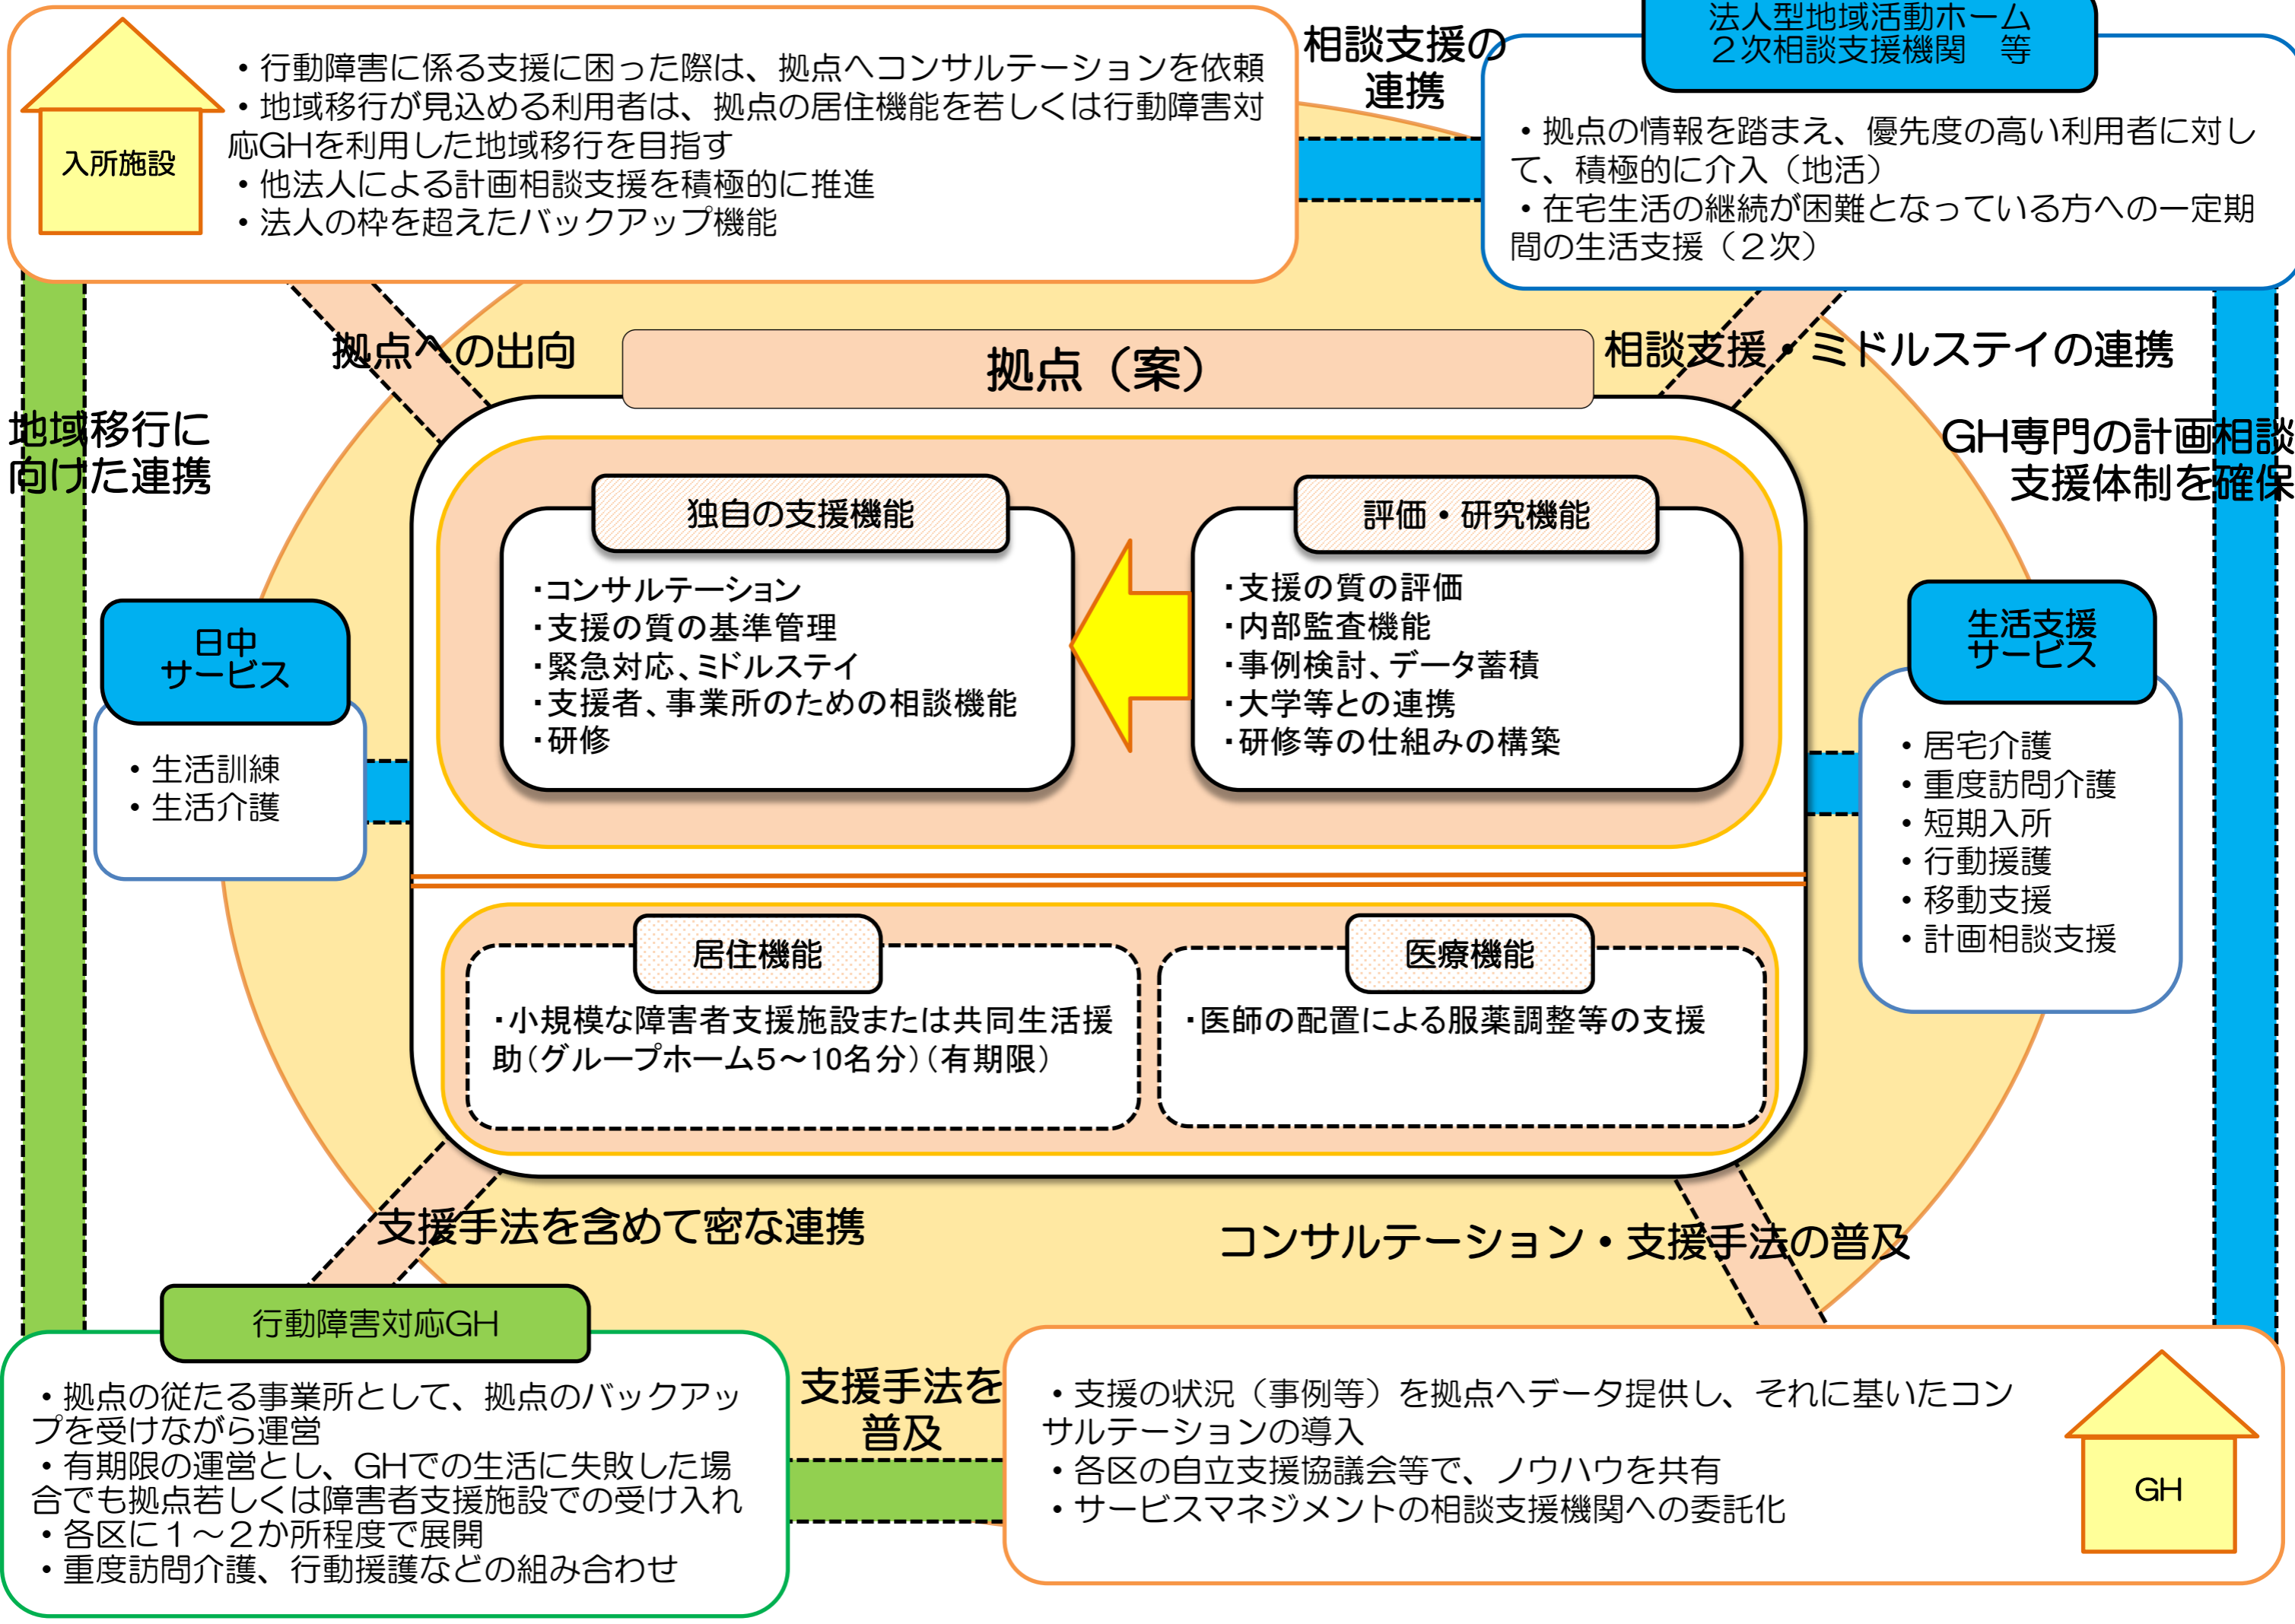 入所施設
・行動障害に係る支援に困った際は、拠点へコンサルテーションを依頼
・地域移行が見込める利用者は、拠点の居住機能を若しくは行動障害対
応GHを利用した地域移行を目指す
・他法人による計画相談支援を積極的に推進
・法人の枠を超えたバックアップ機能
相談支援の
連携
法人型地域活動ホーム
２次相談支援機関　等
・拠点の情報を踏まえ、優先度の高い利用者に対し
て、積極的に介入（地活）
・在宅生活の継続が困難となっている方への一定期
間の生活支援（２次）
拠点への出向
拠点（案）
相談支援・ミドルステイの連携
地域移行に
向けた連携
GH専門の計画相談
支援体制を確保
独自の支援機能
・コンサルテーション
・支援の質の基準管理
・緊急対応、ミドルステイ
・支援者、事業所のための相談機能
・研修
評価・研究機能
・支援の質の評価
・内部監査機能
・事例検討、データ蓄積
・大学等との連携
・研修等の仕組みの構築
日中
サービス
・生活訓練
・生活介護
生活支援
サービス
・居宅介護
・重度訪問介護
・短期入所
・行動援護
・移動支援
・計画相談支援
居住機能
・小規模な障害者支援施設または共同生活援
助（グループホーム５～10名分）（有期限）
医療機能
・医師の配置による服薬調整等の支援
支援手法を含めて密な連携
コンサルテーション・支援手法の普及
行動障害対応GH
・拠点の従たる事業所として、拠点のバックアッ
プを受けながら運営
・有期限の運営とし、GHでの生活に失敗した場
合でも拠点若しくは障害者支援施設での受け入れ
・各区に１～２か所程度で展開
・重度訪問介護、行動援護などの組み合わせ
支援手法を
普及
・支援の状況（事例等）を拠点へデータ提供し、それに基いたコン
サルテーションの導入
・各区の自立支援協議会等で、ノウハウを共有
・サービスマネジメントの相談支援機関への委託化
GH